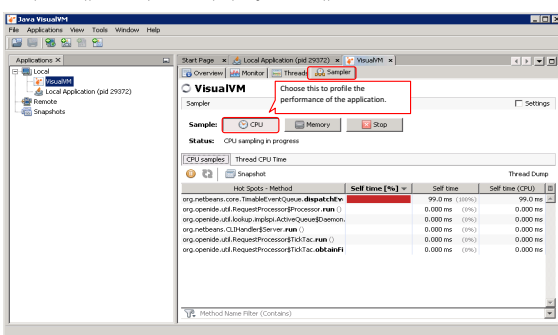 Java VisualVM
File Applications View Tools Window Help
Applications ×
Local
VisualVM
Local Application (pid 29372)
Remote
Snapshots
Start Page × Local Application (pid 29372) × VisualVM ×
Overview Monitor Threads Sampler
VisualVM
Choose this to profile the
performance of the application.
Sampler Settings
Sample: CPU Memory Stop
Status: CPU sampling in progress
CPU samples Thread CPU Time
Snapshot Thread Dump
Hot Spots - Method Self time [%] Self time Self time (CPU)
org.netbeans.core.TimableEventQueue.dispatchEv 99.0 ms (100%) 99.0 ms
org.openide.util.RequestProcessor$Processor.run () 0.000 ms (0%) 0.000 ms
org.openide.util.lookup.implspi.ActiveQueue$Daemon. 0.000 ms (0%) 0.000 ms
org.netbeans.CLIHandler$Server.run () 0.000 ms (0%) 0.000 ms
org.openide.util.RequestProcessor$TickTac.run () 0.000 ms (0%) 0.000 ms
org.openide.util.RequestProcessor$TickTac.obtainFi 0.000 ms (0%) 0.000 ms
Method Name Filter (Contains)